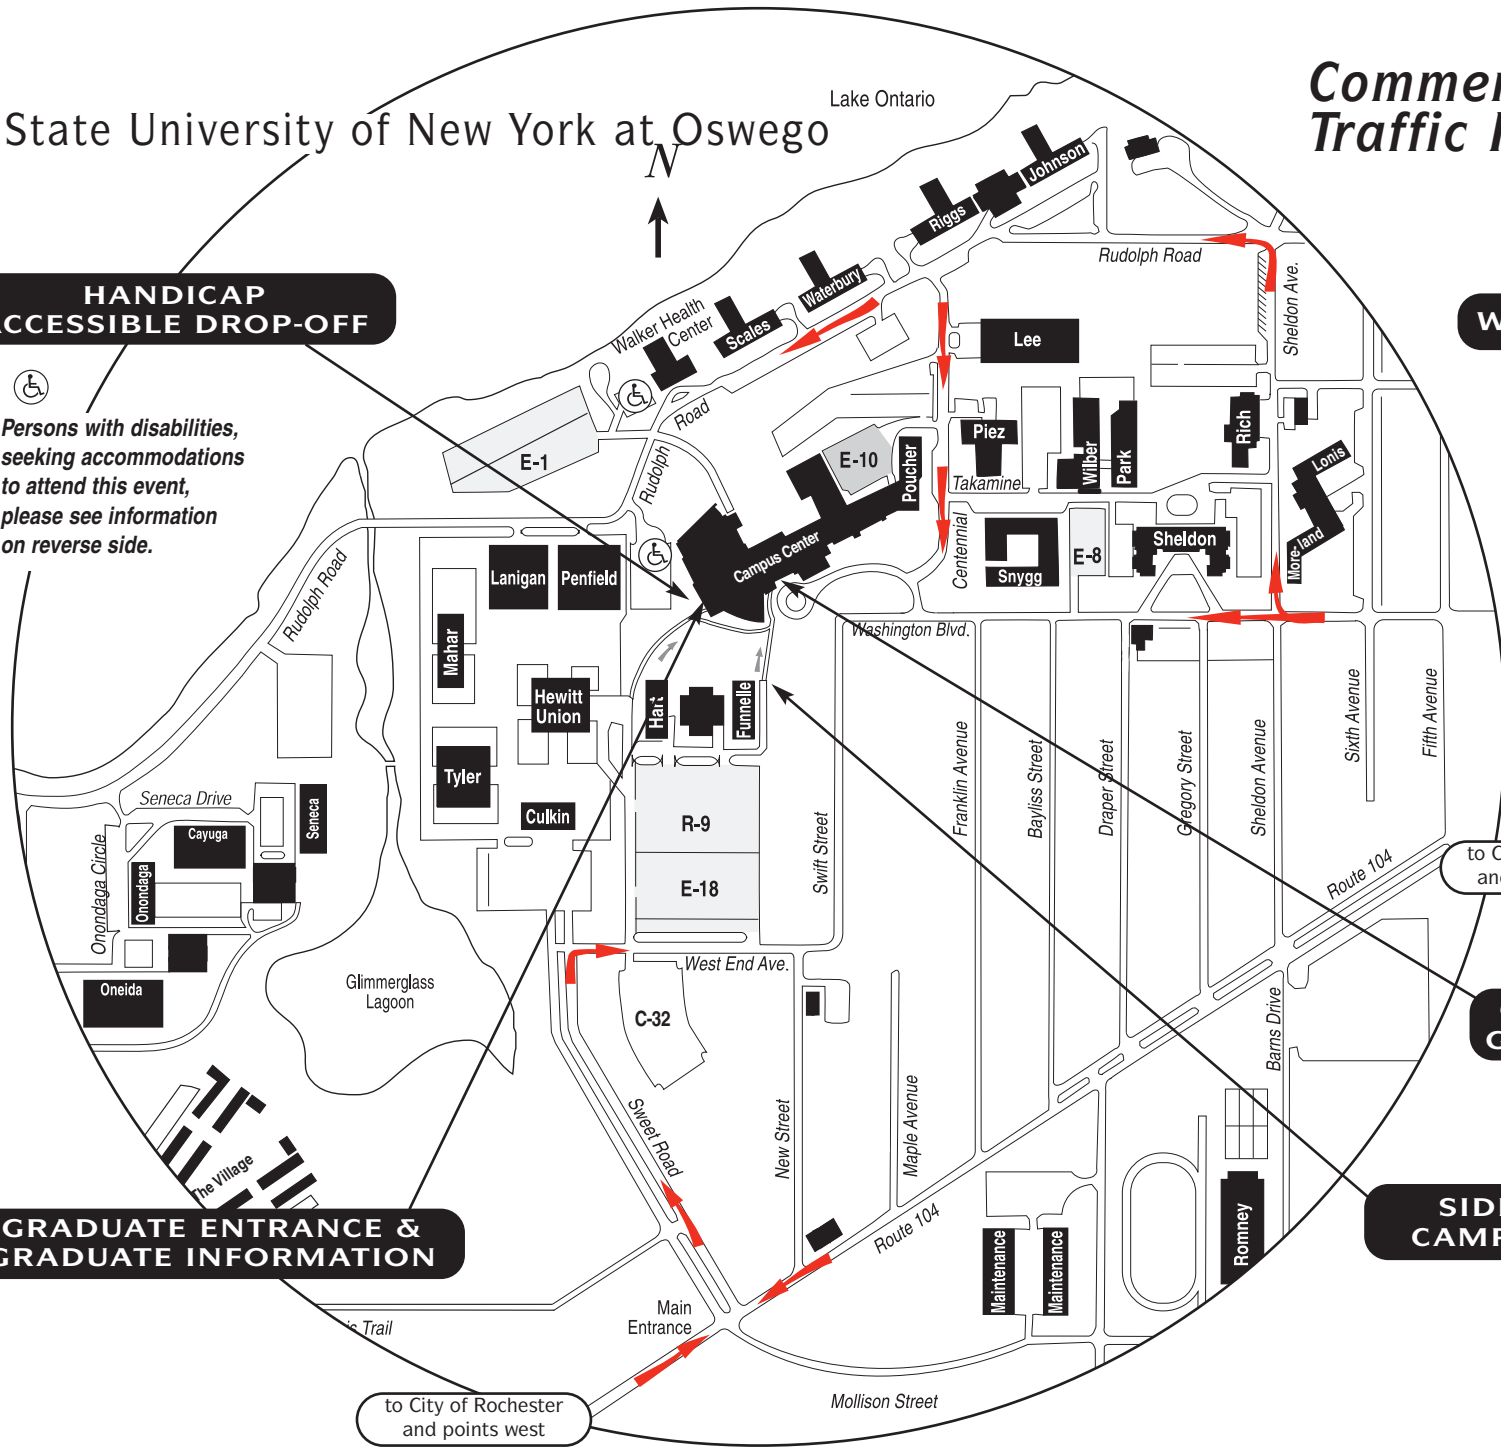 State University of New York at Oswego
Lake Ontario
N
HANDICAP
ACCESSIBLE DROP-OFF
Persons with disabilities,
seeking accommodations
to attend this event,
please see information
on reverse side.
Johnson
Riggs
Waterbury
Scales
Walker Health
Center
Rudolph Road
Sheldon Ave.
Lee
Rudolph
Road
E-1
E-10
Poucher
Piez
Wilber
Park
Rich
Lonis
More-land
Takamine
Centennial
Snygg
E-8
Sheldon
Campus Center
Lanigan
Penfield
Rudolph Road
Mahar
Hewitt
Union
Hart
Funnelle
Washington Blvd.
Tyler
Culkin
Seneca Drive
Cayuga
Seneca
Onondaga
Onondaga Circle
Oneida
R-9
E-18
Swift Street
Franklin Avenue
Bayliss Street
Draper Street
Gregory Street
Sheldon Avenue
Sixth Avenue
Fifth Avenue
Route 104
West End Ave.
C-32
Glimmerglass
Lagoon
The Village
Sweet Road
New Street
Maple Avenue
Barns Drive
Route 104
GRADUATE ENTRANCE &
GRADUATE INFORMATION
Maintenance
Maintenance
Romney
Main
Entrance
Trail
Mollison Street
to City of Rochester
and points west
Traffic
to